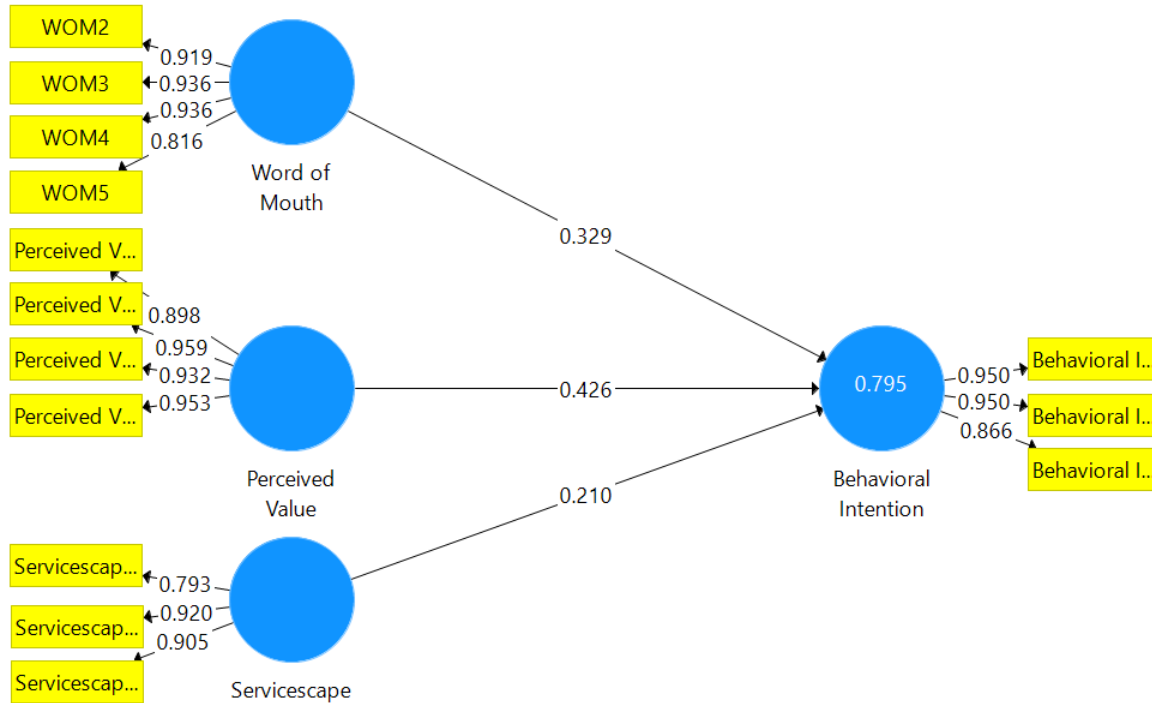 WOM2
0.919
WOM3
0.936
WOM4
0.936
WOM5
0.816
Word of
Mouth
0.329
Perceived V...
0.898
Perceived V...
0.959
Perceived V...
0.932
Perceived V...
0.953
Perceived
Value
0.426
0.795
Behavioral
Intention
0.950
Behavioral I...
0.950
Behavioral I...
0.866
Behavioral I...
0.210
Servicescap...
0.793
Servicescap...
0.920
Servicescap...
0.905
Servicescape